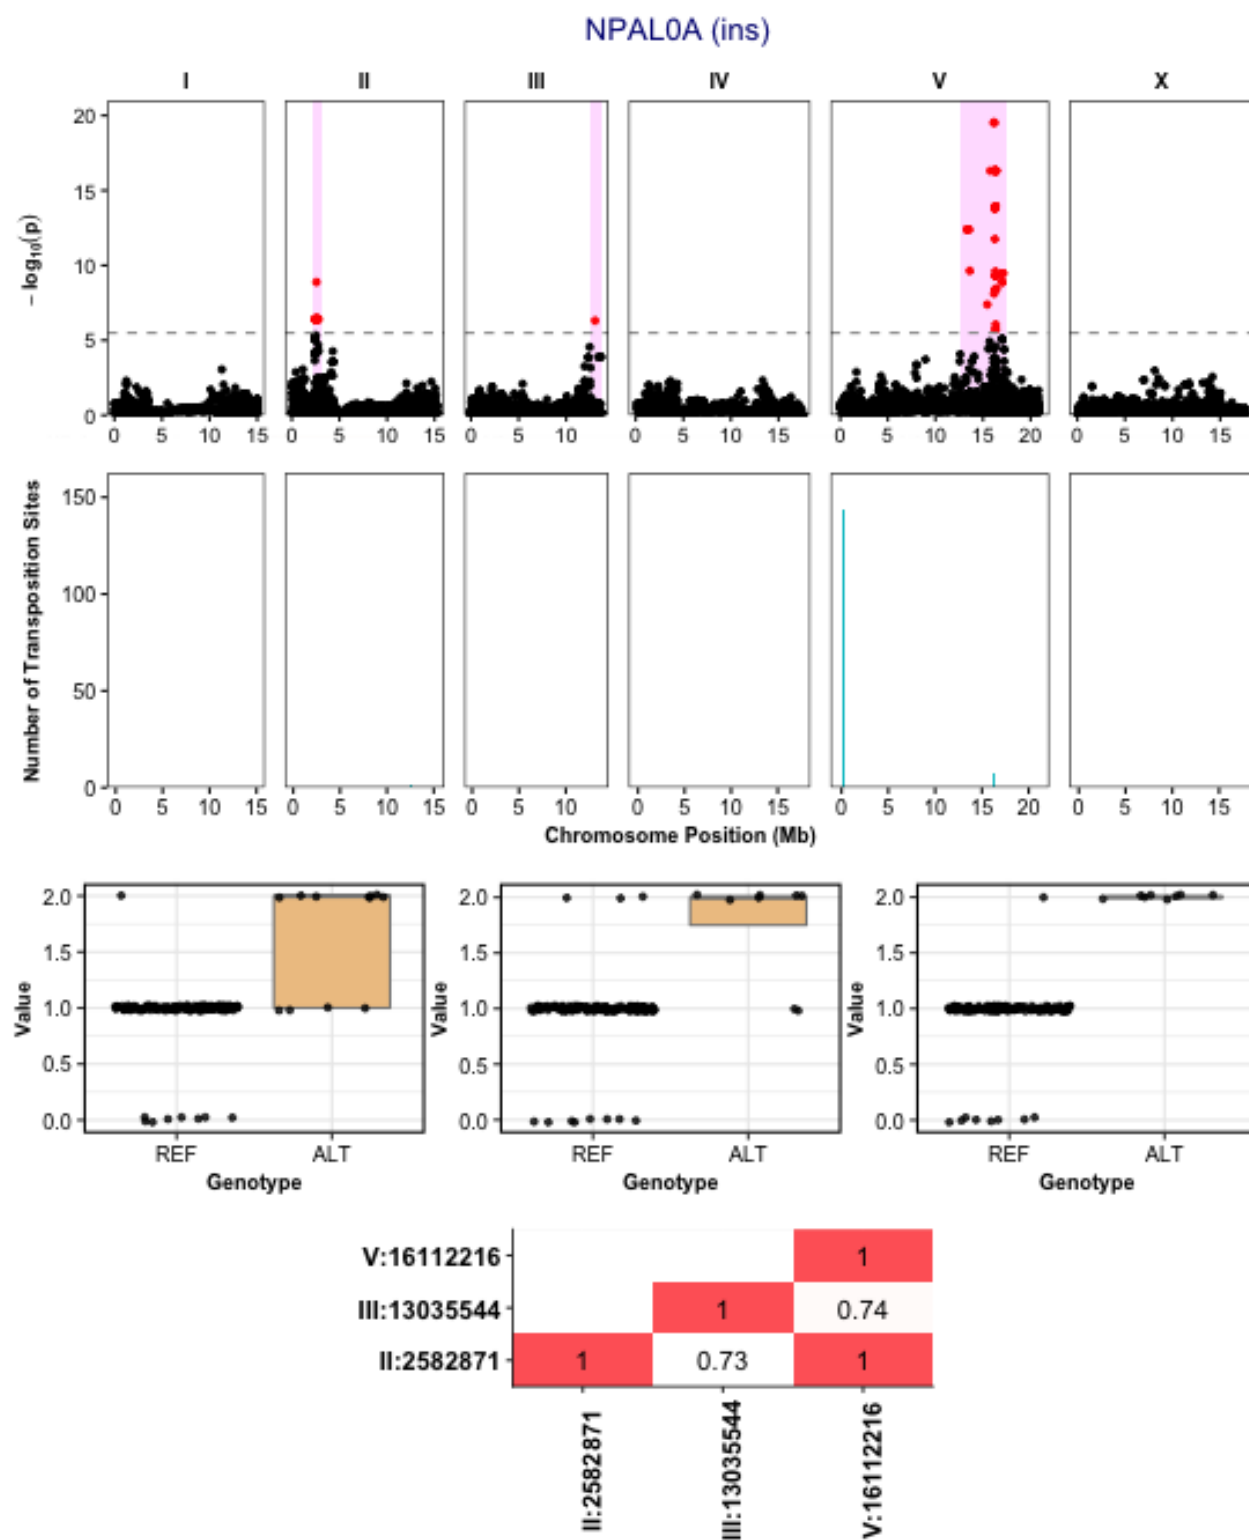 NPAL0A (ins)
I II III IV V X
20
15
10
5
0
− log10(p)
0 5 10 15 0 5 10 15 0 5 10 0 5 10 15 0 5 10 15 20 0 5 10 15
150
100
50
0
Number of Transposition Sites
0 5 10 15 0 5 10 15 0 5 10 0 5 10 15 0 5 10 15 20 0 5 10 15
Chromosome Position (Mb)
2.0 2.0 2.0
1.5 1.5 1.5
1.0 1.0 1.0
0.5 0.5 0.5
0.0 0.0 0.0
Value Value Value
REF ALT REF ALT REF ALT
Genotype Genotype Genotype
V:16112216 1
III:13035544 1 0.74
II:2582871 1 0.73 1
II:2582871 III:13035544 V:16112216